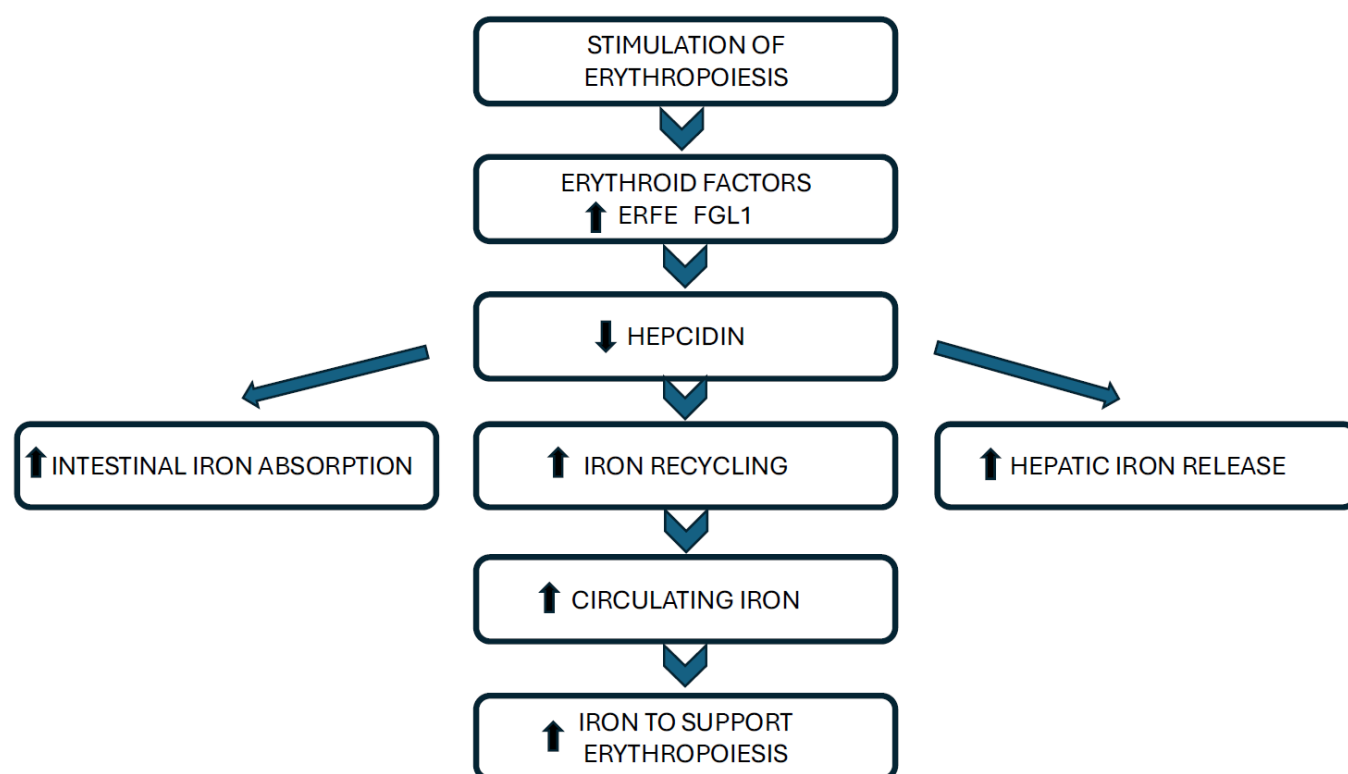 STIMULATION OF
ERYTHROPOIESIS
ERYTHROID FACTORS
ERFE FGL1
HEPCIDIN
INTESTINAL IRON ABSORPTION
IRON RECYCLING
HEPATIC IRON RELEASE
CIRCULATING IRON
IRON TO SUPPORT
ERYTHROPOIESIS